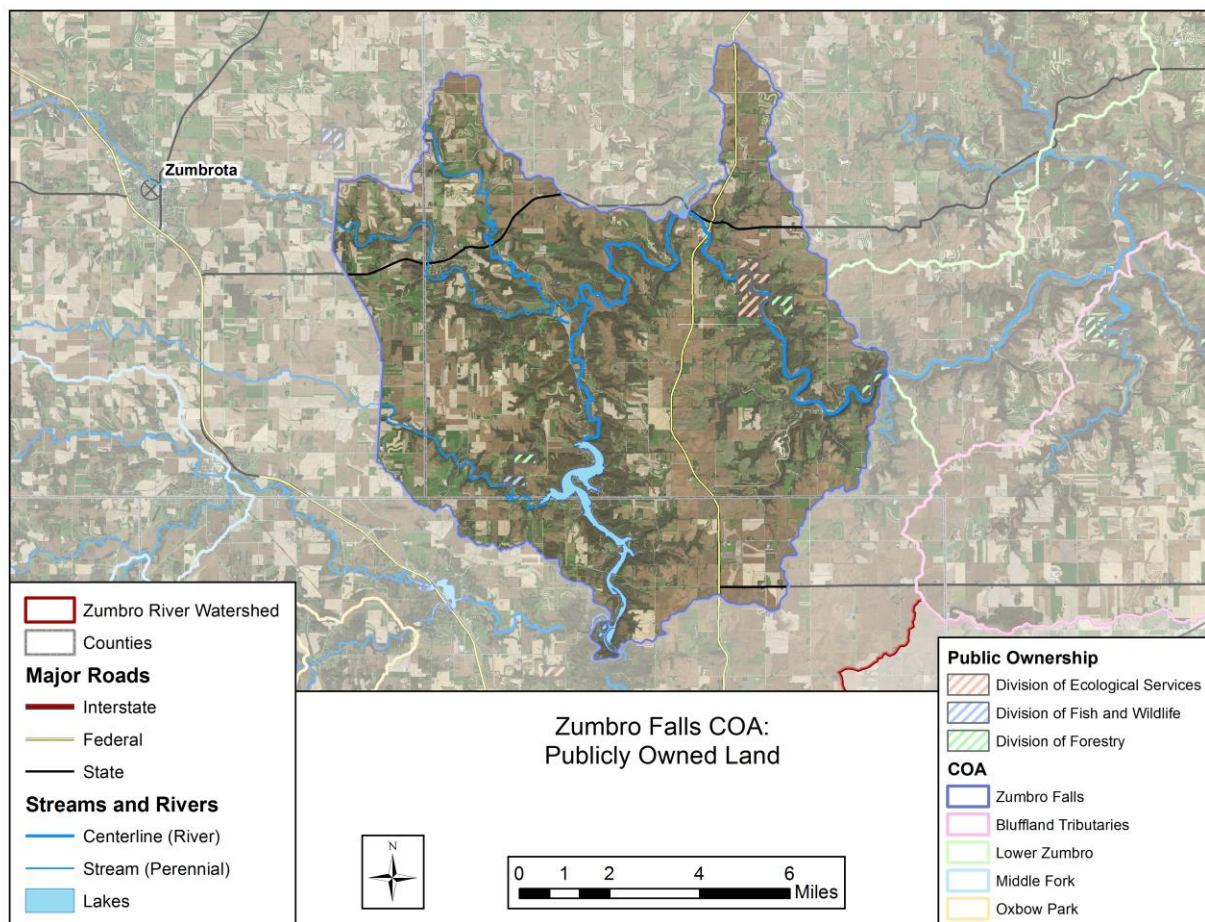 Zumbrota
Zumbro River Watershed
Counties
Major Roads
Interstate
Federal
State
Streams and Rivers
Centerline (River)
Stream (Perennial)
Lakes
Zumbro Falls COA:
Publicly Owned Land
N
0 1 2 4 6
Miles
Public Ownership
Division of Ecological Services
Division of Fish and Wildlife
Division of Forestry
COA
Zumbro Falls
Bluffland Tributaries
Lower Zumbro
Middle Fork
Oxbow Park